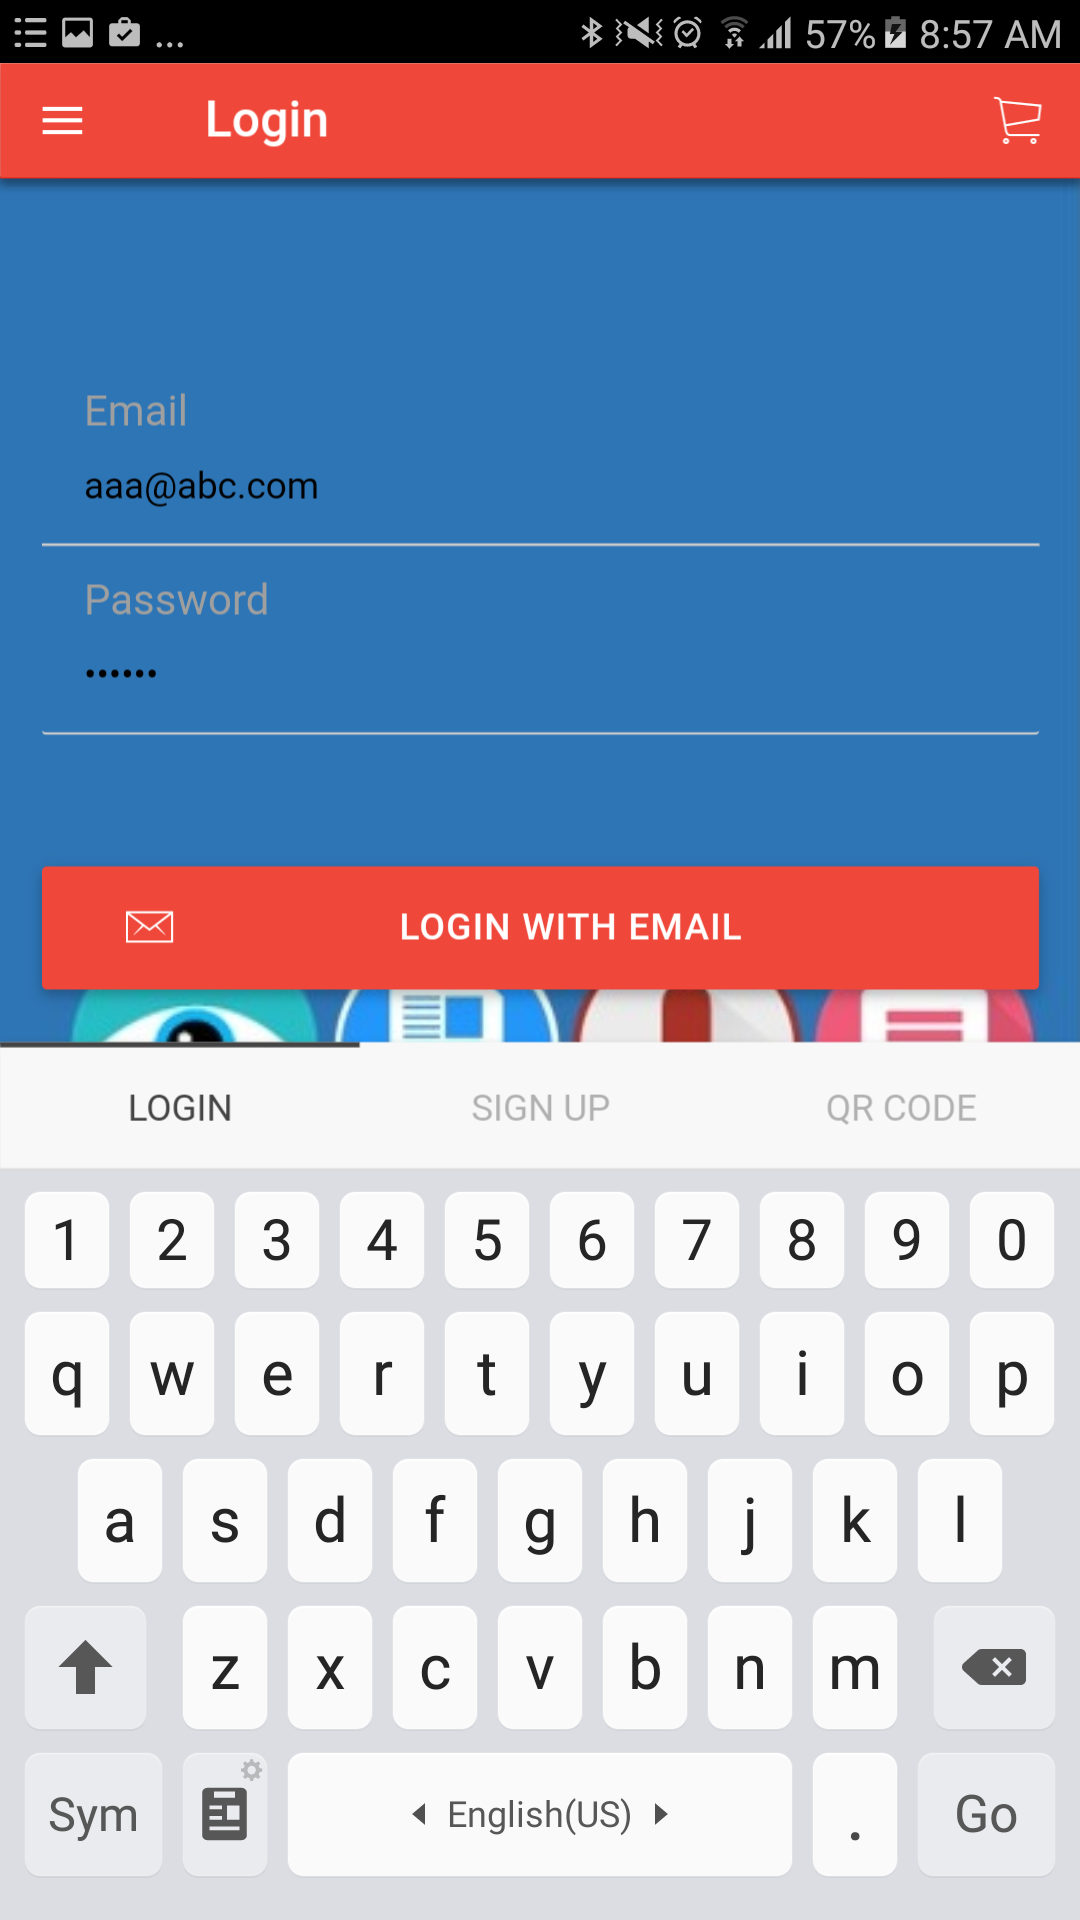 ... 57% 8:57 AM
Login
Email
aaa@abc.com
Password
••••••
LOGIN WITH EMAIL
LOGIN SIGN UP QR CODE
1 2 3 4 5 6 7 8 9 0
q w e r t y u i o p
a s d f g h j k l
z x c v b n m
Sym English(US) . Go